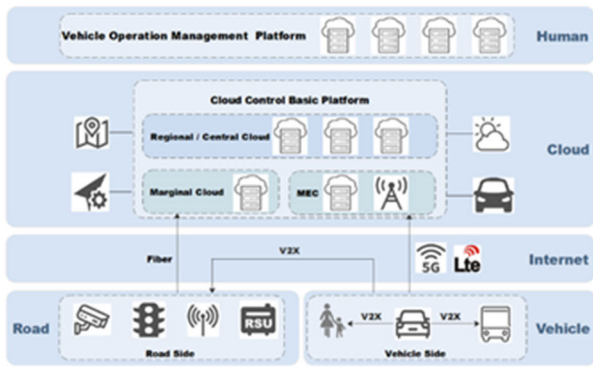 Vehicle Operation Management Platform
Human
Cloud Control Basic Platform
Regional / Central Cloud
Cloud
Marginal Cloud
MEC
Fiber
V2X
5G
Lte
Internet
Road
RSU
Road Side
V2X
V2X
Vehicle Side
Vehicle